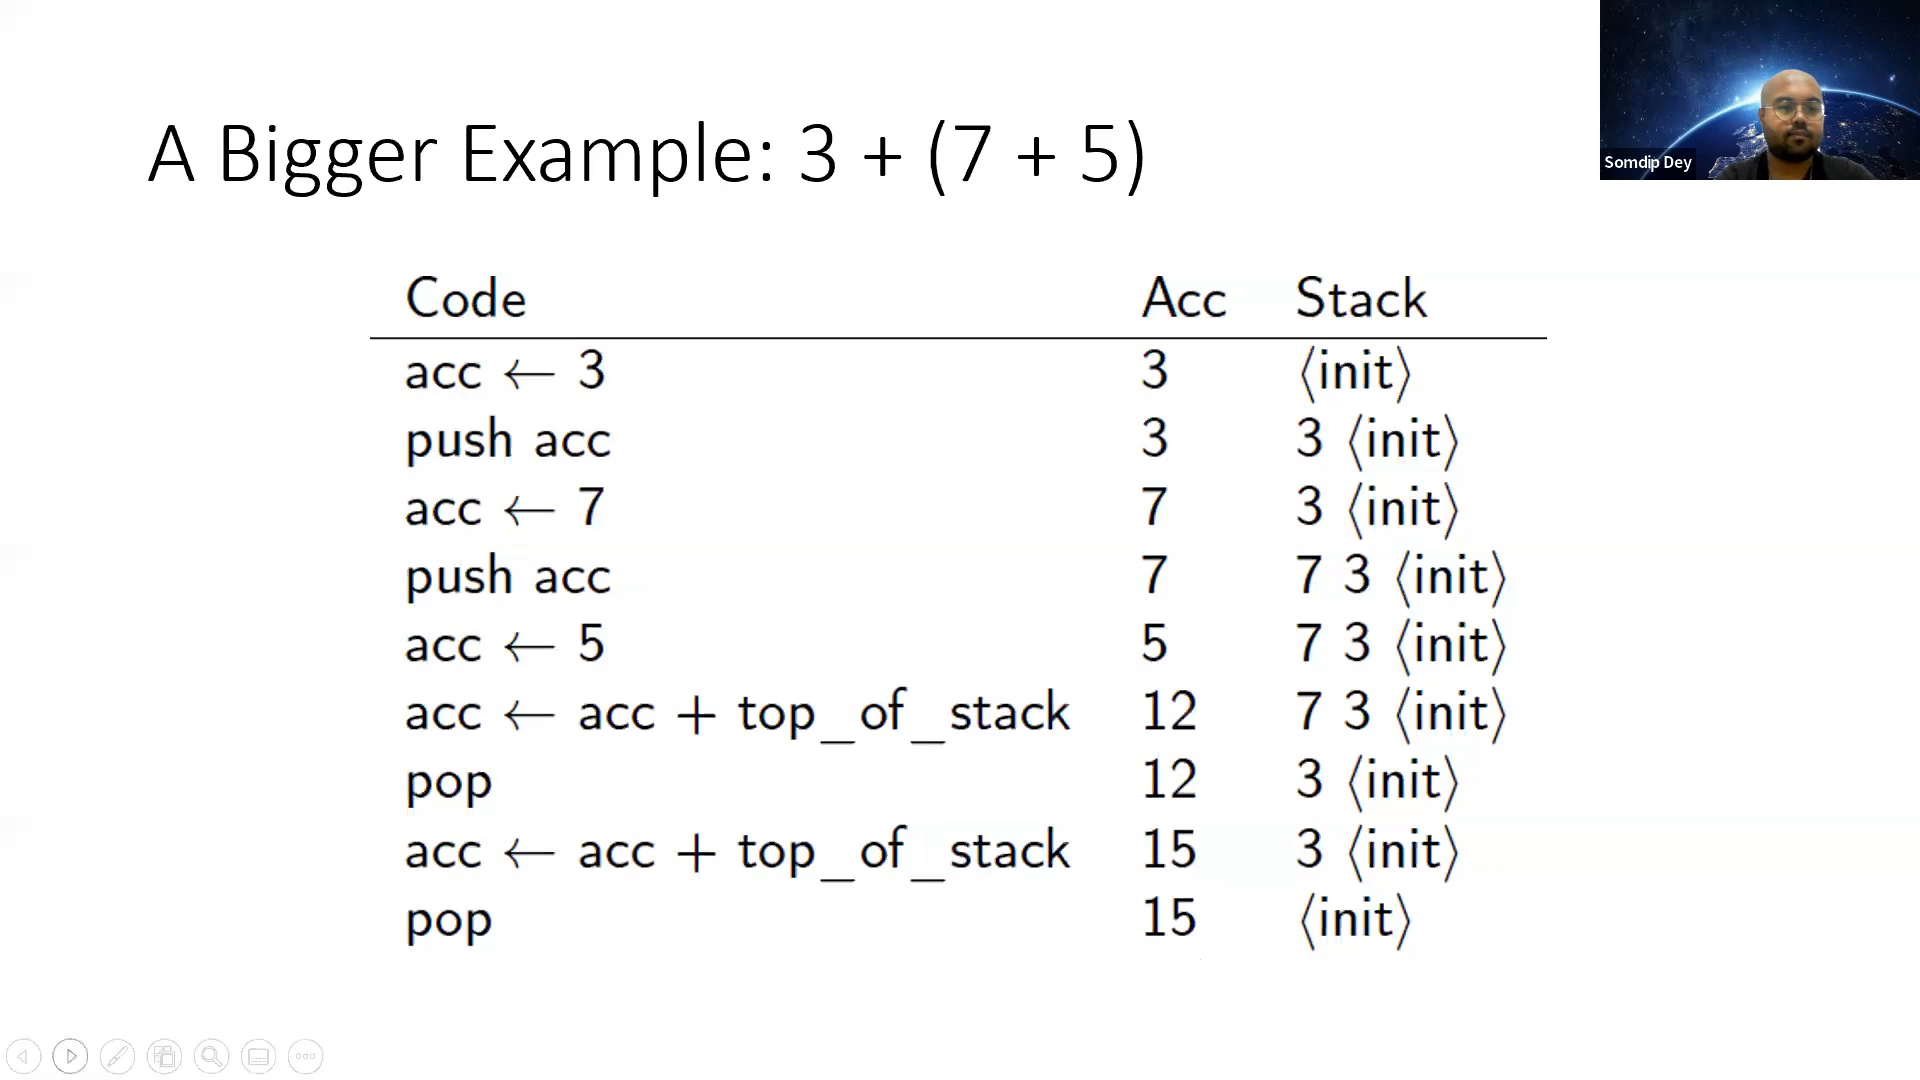 A Bigger Example: 3 + (7 + 5)
Somdip Dey
Code Acc Stack
acc ← 3 3 ⟨init⟩
push acc 3 3 ⟨init⟩
acc ← 7 7 3 ⟨init⟩
push acc 7 7 3 ⟨init⟩
acc ← 5 5 7 3 ⟨init⟩
acc ← acc + top_of_stack 12 7 3 ⟨init⟩
pop 12 3 ⟨init⟩
acc ← acc + top_of_stack 15 3 ⟨init⟩
pop 15 ⟨init⟩